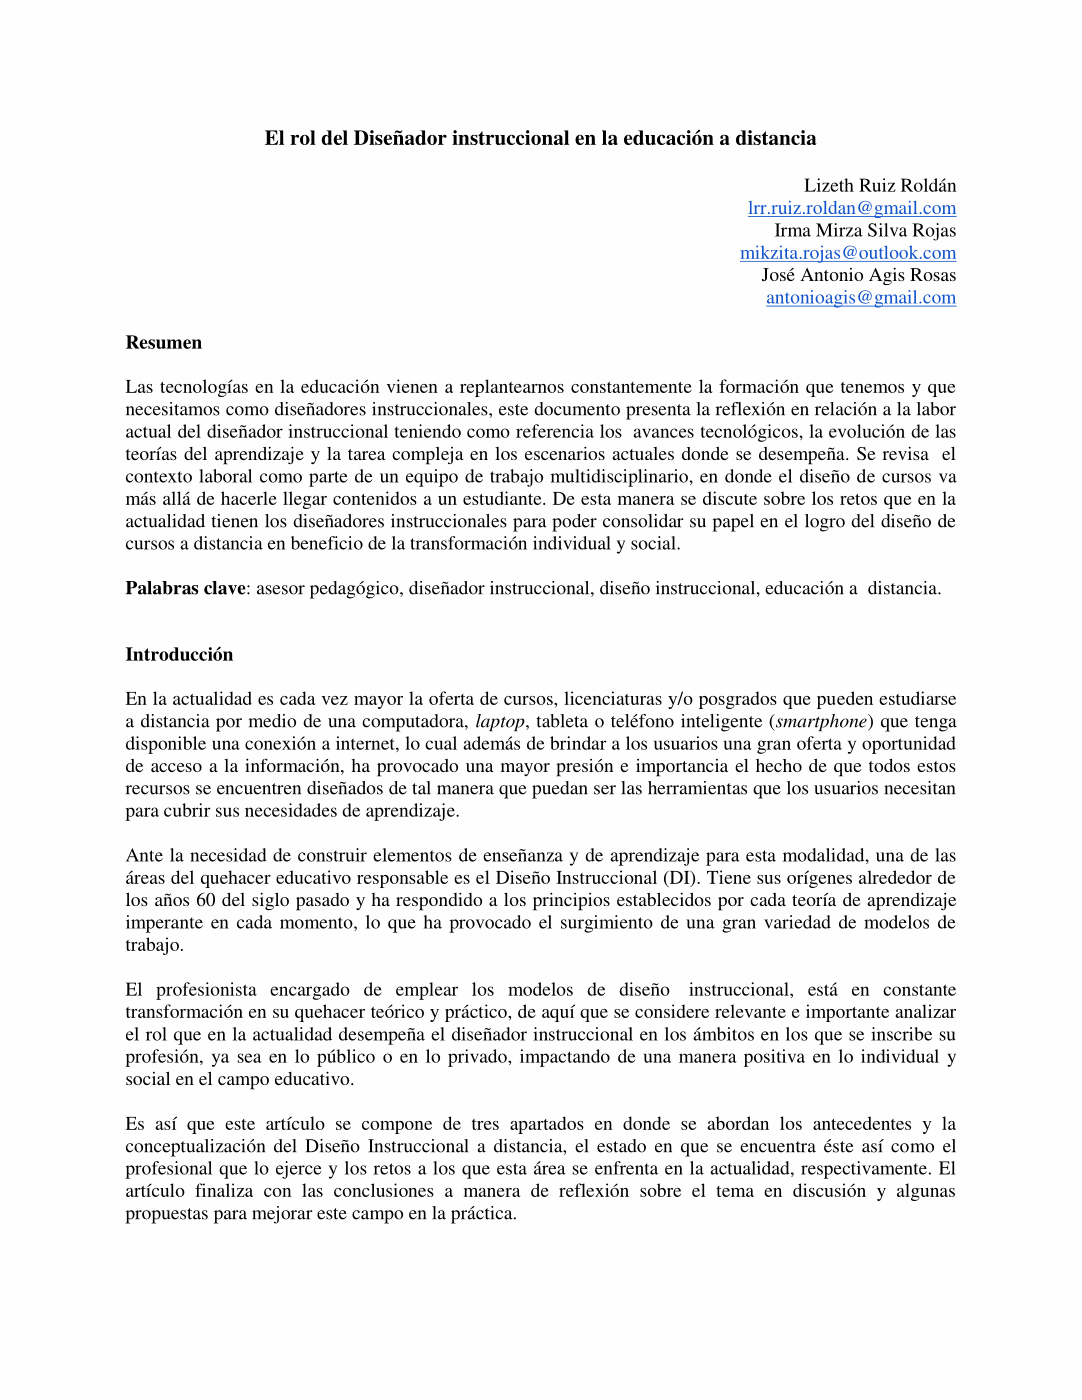 El rol del Diseñador instruccional en la educación a distancia
Lizeth Ruiz Roldán
lrr.ruiz.roldan@gmail.com
Irma Mirza Silva Rojas
mikzita.rojas@outlook.com
José Antonio Agis Rosas
antonioagis@gmail.com
Resumen
Las tecnologías en la educación vienen a replantearnos constantemente la formación que tenemos y que
necesitamos como diseñadores instruccionales, este documento presenta la reflexión en relación a la labor
actual del diseñador instruccional teniendo como referencia los avances tecnológicos, la evolución de las
teorías del aprendizaje y la tarea compleja en los escenarios actuales donde se desempeña. Se revisa el
contexto laboral como parte de un equipo de trabajo multidisciplinario, en donde el diseño de cursos va
más allá de hacerle llegar contenidos a un estudiante. De esta manera se discute sobre los retos que en la
actualidad tienen los diseñadores instruccionales para poder consolidar su papel en el logro del diseño de
cursos a distancia en beneficio de la transformación individual y social.
Palabras clave: asesor pedagógico, diseñador instruccional, diseño instruccional, educación a distancia.
Introducción
En la actualidad es cada vez mayor la oferta de cursos, licenciaturas y/o posgrados que pueden estudiarse
a distancia por medio de una computadora, laptop, tableta o teléfono inteligente (smartphone) que tenga
disponible una conexión a internet, lo cual además de brindar a los usuarios una gran oferta y oportunidad
de acceso a la información, ha provocado una mayor presión e importancia el hecho de que todos estos
recursos se encuentren diseñados de tal manera que puedan ser las herramientas que los usuarios necesitan
para cubrir sus necesidades de aprendizaje.
Ante la necesidad de construir elementos de enseñanza y de aprendizaje para esta modalidad, una de las
áreas del quehacer educativo responsable es el Diseño Instruccional (DI). Tiene sus orígenes alrededor de
los años 60 del siglo pasado y ha respondido a los principios establecidos por cada teoría de aprendizaje
imperante en cada momento, lo que ha provocado el surgimiento de una gran variedad de modelos de
trabajo.
El profesionista encargado de emplear los modelos de diseño instruccional, está en constante
transformación en su quehacer teórico y práctico, de aquí que se considere relevante e importante analizar
el rol que en la actualidad desempeña el diseñador instruccional en los ámbitos en los que se inscribe su
profesión, ya sea en lo público o en lo privado, impactando de una manera positiva en lo individual y
social en el campo educativo.
Es así que este artículo se compone de tres apartados en donde se abordan los antecedentes y la
conceptualización del Diseño Instruccional a distancia, el estado en que se encuentra éste así como el
profesional que lo ejerce y los retos a los que esta área se enfrenta en la actualidad, respectivamente. El
artículo finaliza con las conclusiones a manera de reflexión sobre el tema en discusión y algunas
propuestas para mejorar este campo en la práctica.